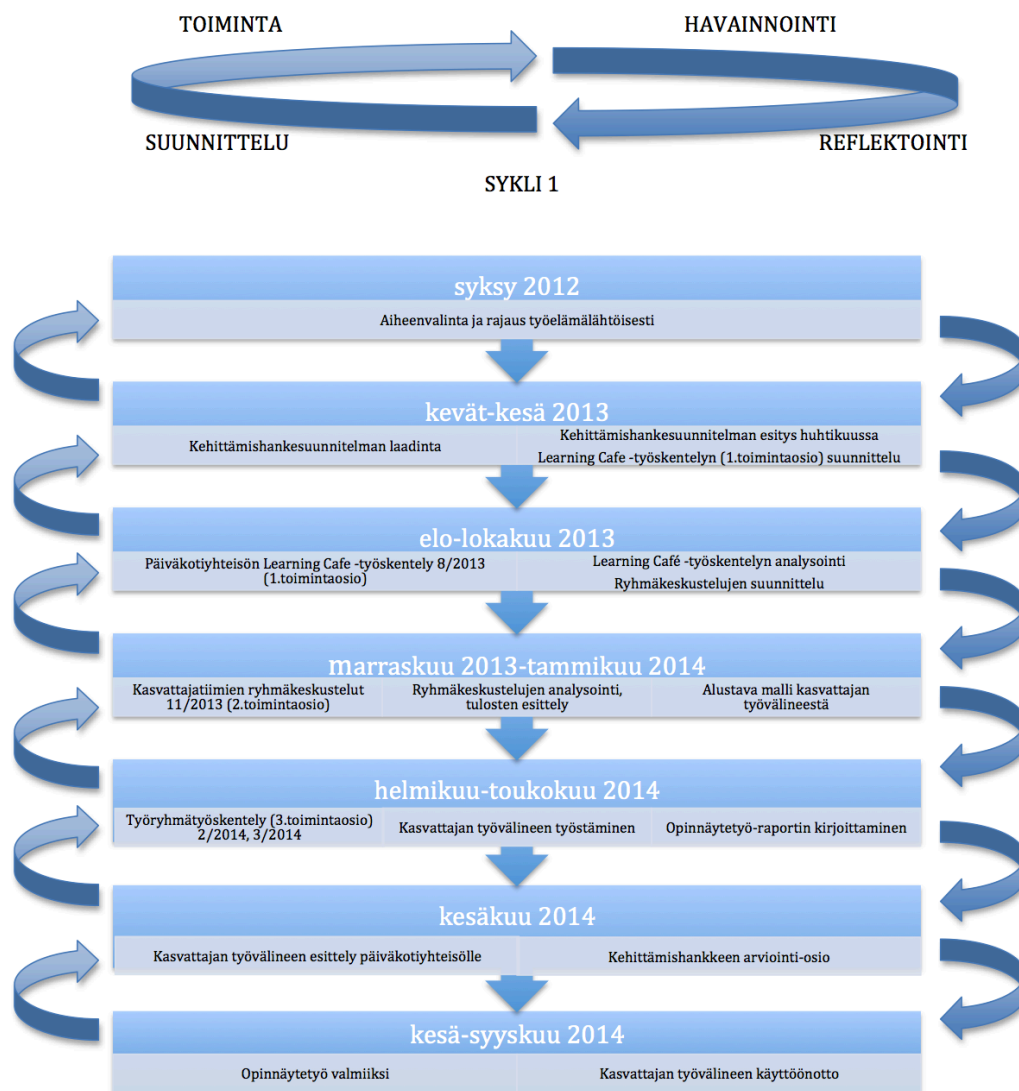 TOIMINTA
HAVAINNOINTI
SUUNNITTELU
REFLEKTOINTI
SYKLI 1
syksy 2012
Aiheenvalinta ja rajaus työelämälähtöisesti
kevät-kesä 2013
Kehittämishankesuunnitelman laadinta
Kehittämishankesuunnitelman esitys huhtikuussa
Learning Cafe -työskentelyn (1.toimintaosio) suunnittelu
elo-lokakuu 2013
Päiväkotiyhteisön Learning Cafe -työskentely 8/2013
(1.toimintaosio)
Learning Café -työskentelyn analysointi
Ryhmäkeskustelujen suunnittelu
marraskuu 2013-tammikuu 2014
Kasvattajatiimien ryhmäkeskustelut
11/2013 (2.toimintaosio)
Ryhmäkeskustelujen analysointi,
tulosten esittely
Alustava malli kasvattajan
työvälineestä
helmikuu-toukokuu 2014
Työryhmätyöskentely (3.toimintaosio)
2/2014, 3/2014
Kasvattajan työvälineen työstäminen
Opinnäytetyö-raportin kirjoittaminen
kesäkuu 2014
Kasvattajan työvälineen esittely päiväkotiyhteisölle
Kehittämishankkeen arviointi-osio
kesä-syyskuu 2014
Opinnäytetyö valmiiksi
Kasvattajan työvälineen käyttöönotto